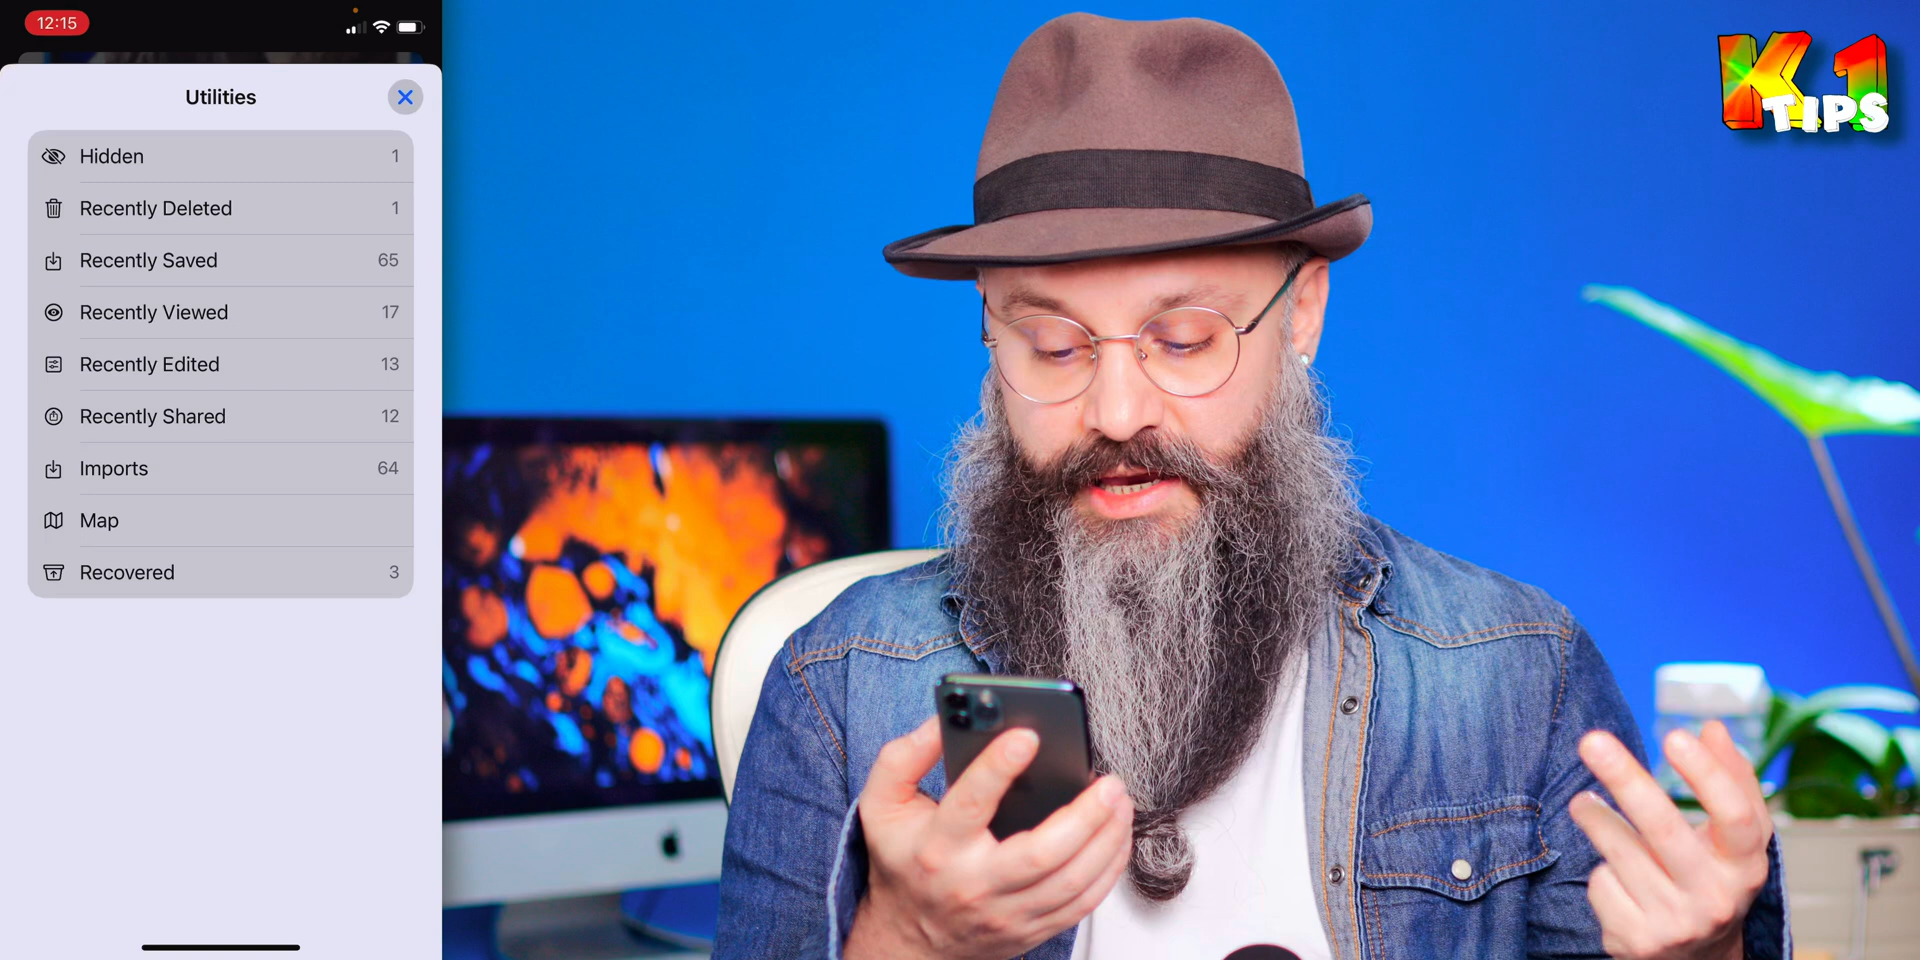 12:15
Utilities
Hidden 1
Recently Deleted 1
Recently Saved 65
Recently Viewed 17
Recently Edited 13
Recently Shared 12
Imports 64
Map
Recovered 3
K1
TIPS